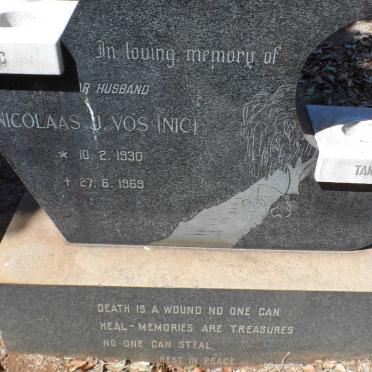 In loving memory of
HUSBAND
NICOLAAS J. VOS (NIC)
* 10. 2. 1930
+ 27. 6. 1969
DEATH IS A WOUND NO ONE CAN
HEAL - MEMORIES ARE TREASURES
NO ONE CAN STEAL.
REST IN PEACE.